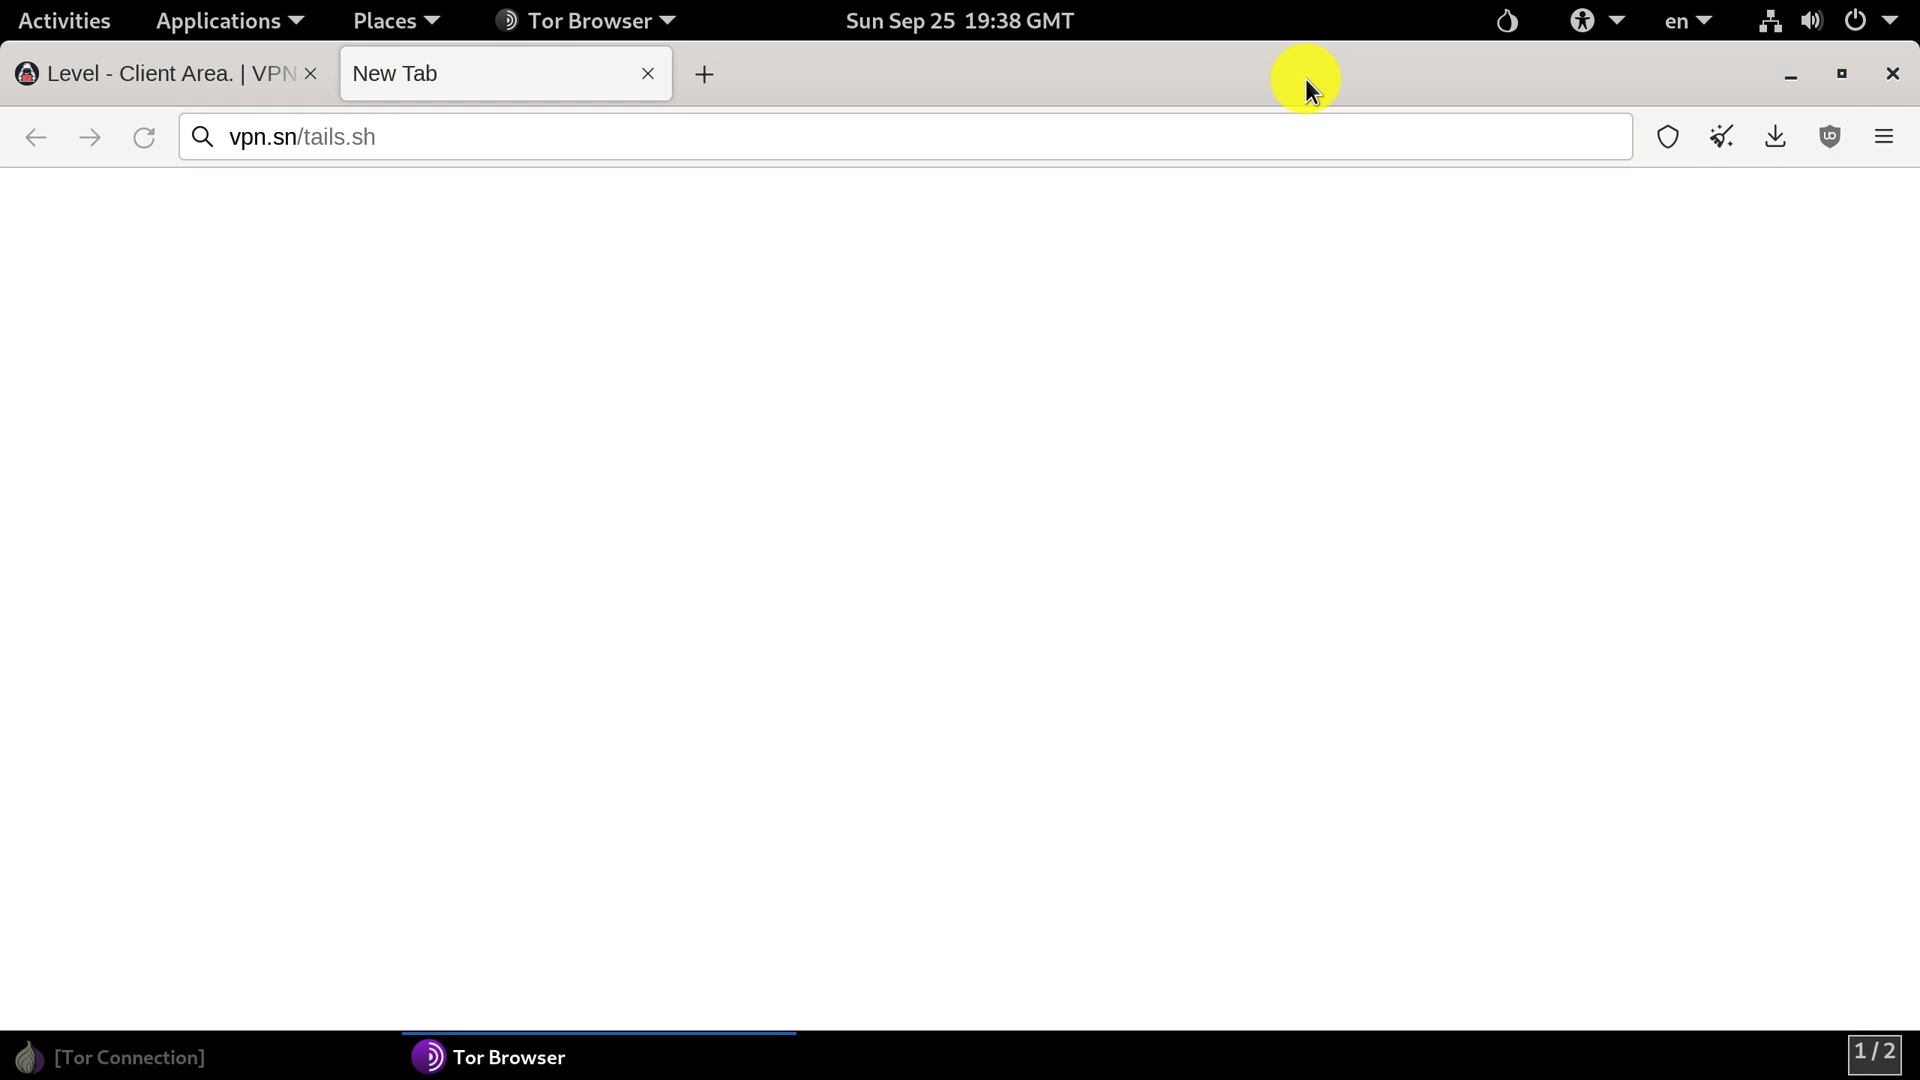 Activities Applications Places Tor Browser Sun Sep 25 19:38 GMT en
Level - Client Area. | VPN New Tab
vpn.sn/tails.sh
[Tor Connection] Tor Browser 1 / 2